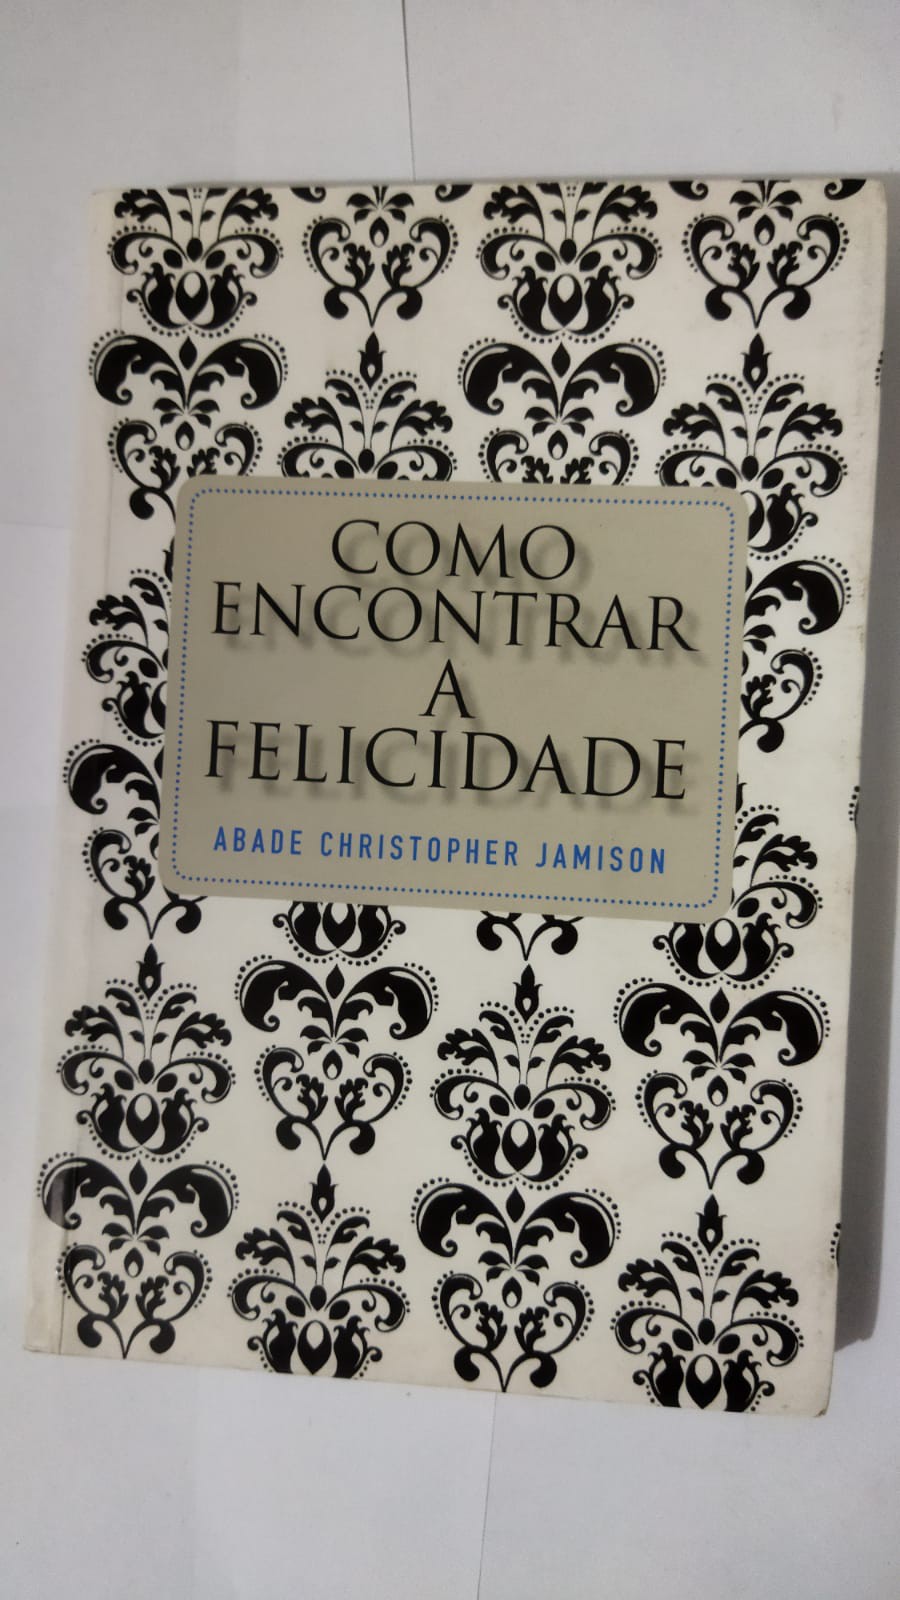 COMO
ENCONTRAR
A
FELICIDADE
ABADE CHRISTOPHER JAMISON